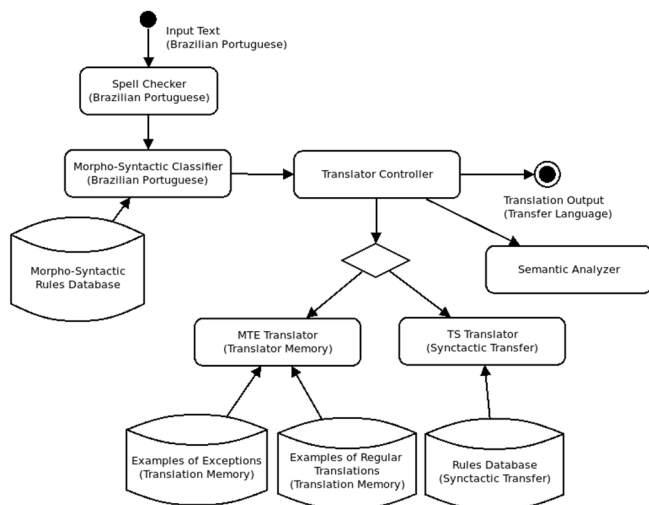 Input Text
(Brazilian Portuguese)
Spell Checker
(Brazilian Portuguese)
Morpho-Syntactic Classifier
(Brazilian Portuguese)
Translator Controller
Translation Output
(Transfer Language)
Morpho-Syntactic
Rules Database
Semantic Analyzer
MTE Translator
(Translator Memory)
TS Translator
(Synctactic Transfer)
Examples of Exceptions
(Translation Memory)
Examples of Regular
Translations
(Translation Memory)
Rules Database
(Synctactic Transfer)